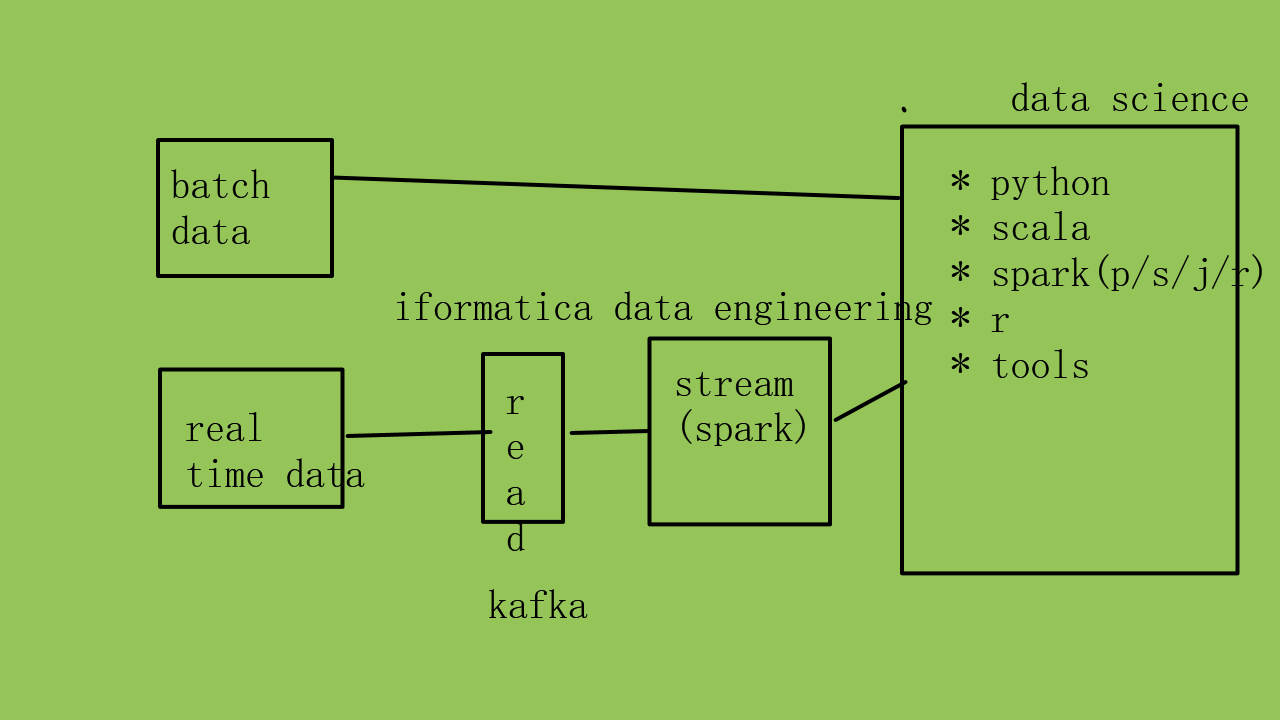 data science
batch
data
* python
* scala
* spark(p/s/j/r)
* r
* tools
iformatica data engineering
real
time data
r
e
a
d
kafka
stream
(spark)